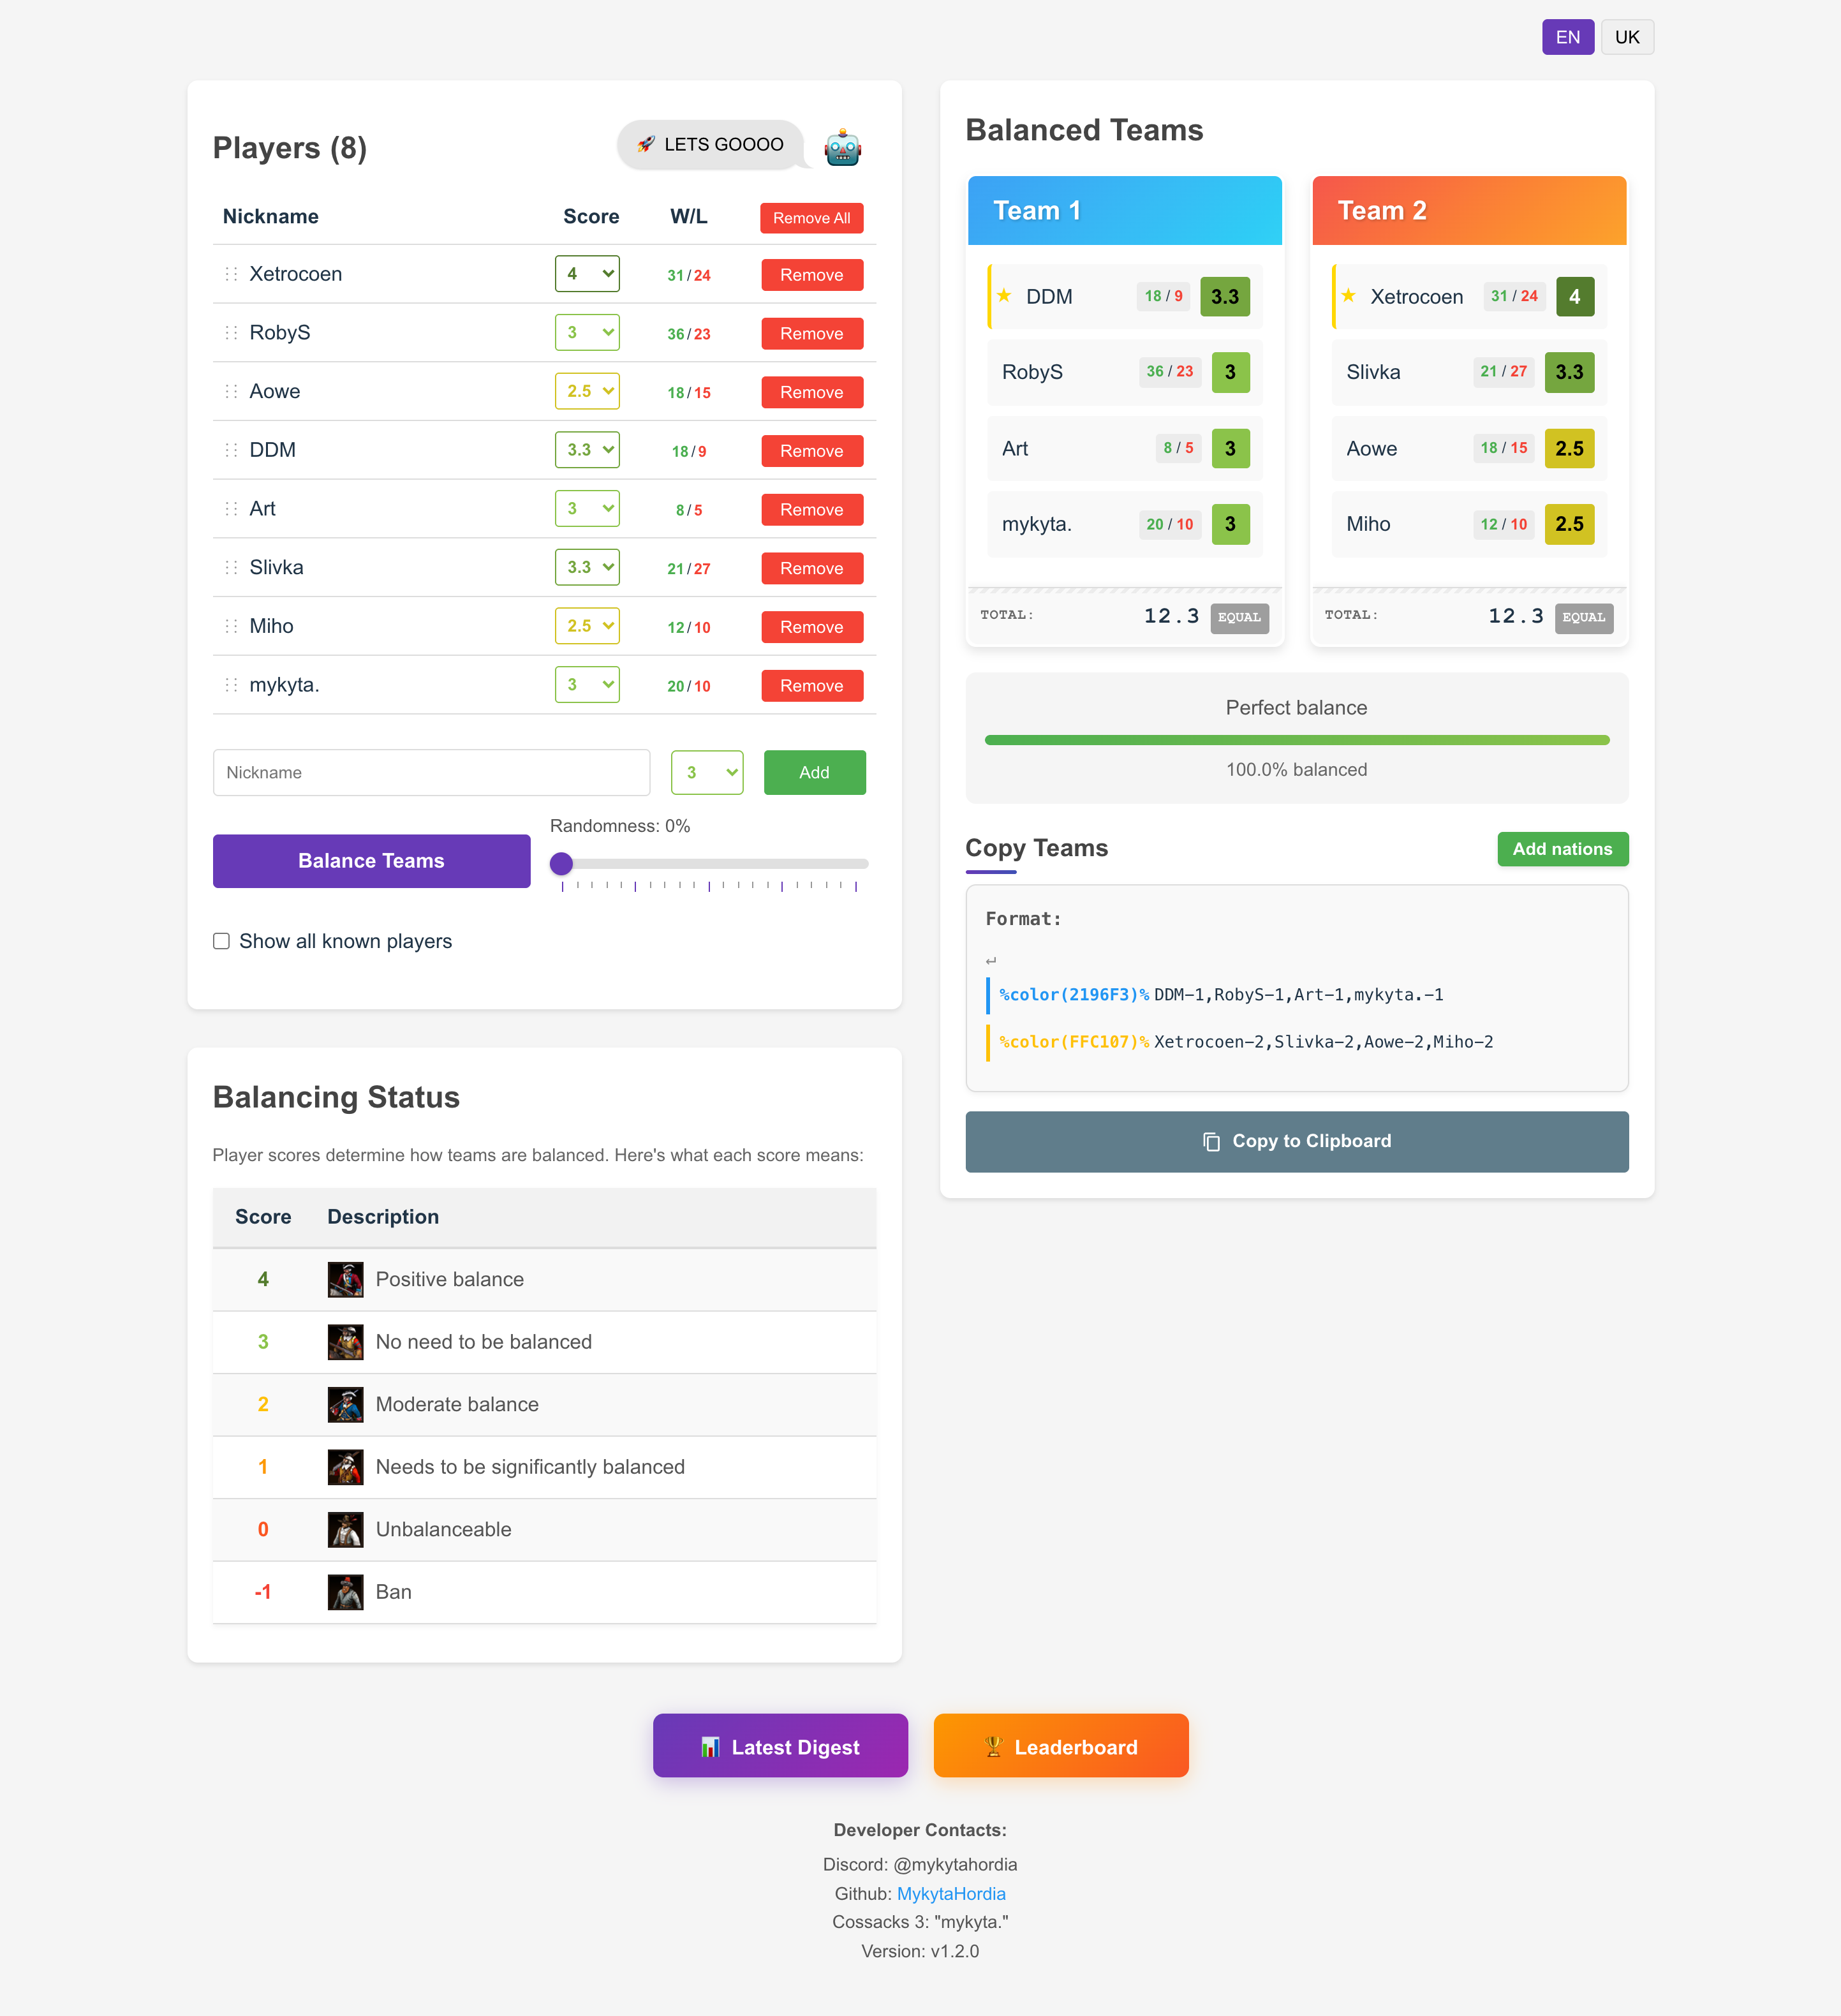 EN UK
Players (8)
🚀 LETS GOOOO
Nickname Score W/L Remove All
Xetrocoen 4 31/24 Remove
RobyS 3 36/23 Remove
Aowe 2.5 18/15 Remove
DDM 3.3 18/9 Remove
Art 3 8/5 Remove
Slivka 3.3 21/27 Remove
Miho 2.5 12/10 Remove
mykyta. 3 20/10 Remove
Nickname 3 Add
Randomness: 0%
Balance Teams
Show all known players
Balancing Status
Player scores determine how teams are balanced. Here's what each score means:
Score Description
4 Positive balance
3 No need to be balanced
2 Moderate balance
1 Needs to be significantly balanced
0 Unbalanceable
-1 Ban
Balanced Teams
Team 1
★ DDM 18 / 9 3.3
RobyS 36 / 23 3
Art 8 / 5 3
mykyta. 20 / 10 3
TOTAL: 12.3 EQUAL
Team 2
★ Xetrocoen 31 / 24 4
Slivka 21 / 27 3.3
Aowe 18 / 15 2.5
Miho 12 / 10 2.5
TOTAL: 12.3 EQUAL
Perfect balance
100.0% balanced
Copy Teams Add nations
Format:
↵
%color(2196F3)% DDM-1,RobyS-1,Art-1,mykyta.-1
%color(FFC107)% Xetrocoen-2,Slivka-2,Aowe-2,Miho-2
Copy to Clipboard
📊 Latest Digest
🏆 Leaderboard
Developer Contacts:
Discord: @mykytahordia
Github: MykytaHordia
Cossacks 3: "mykyta."
Version: v1.2.0